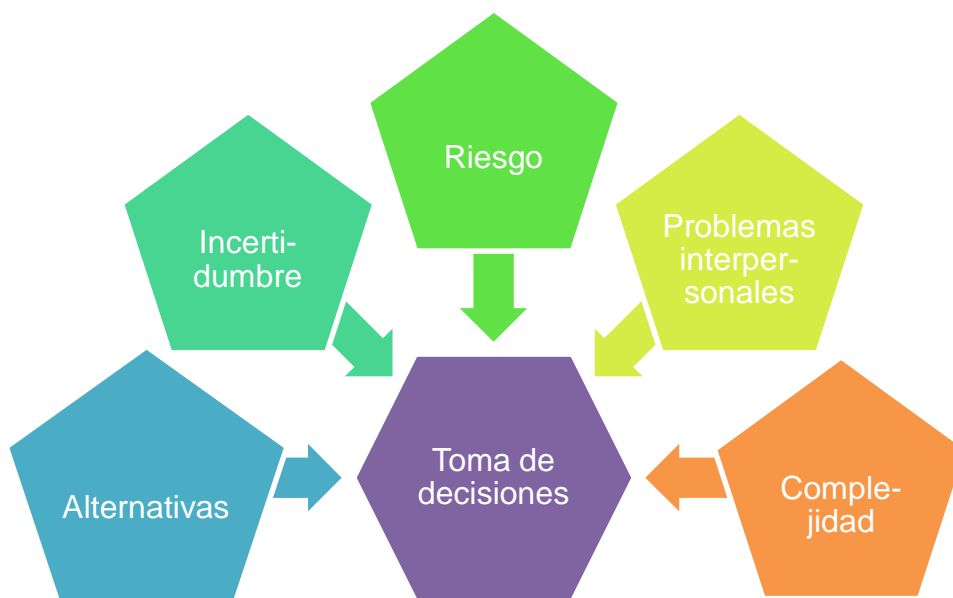 Riesgo
Incerti-
dumbre
Problemas
interper-
sonales
Alternativas
Toma de
decisiones
Comple-
jidad